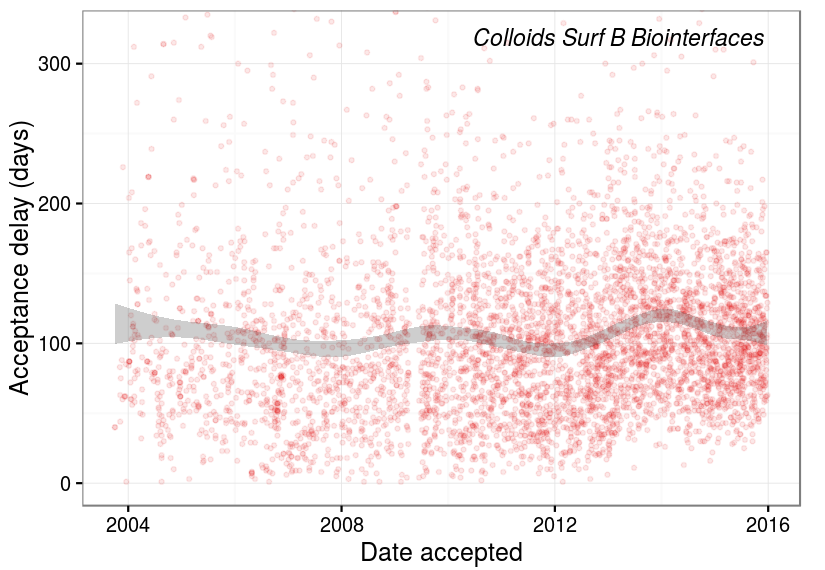 Colloids Surf B Biointerfaces
Acceptance delay (days)
300
200
100
0
2004 2008 2012 2016
Date accepted